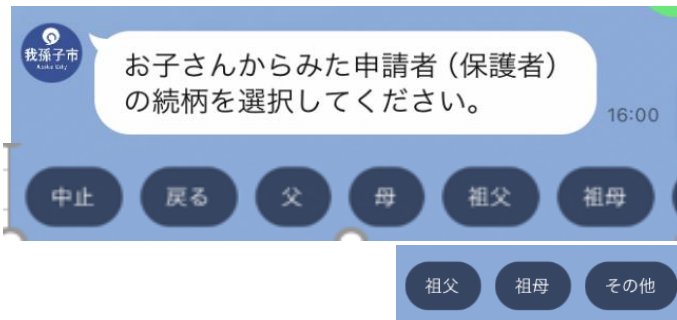 我孫子市
Abiko City
お子さんからみた申請者（保護者）
の続柄を選択してください。
16:00
中止 戻る 父 母 祖父 祖母
祖父 祖母 その他